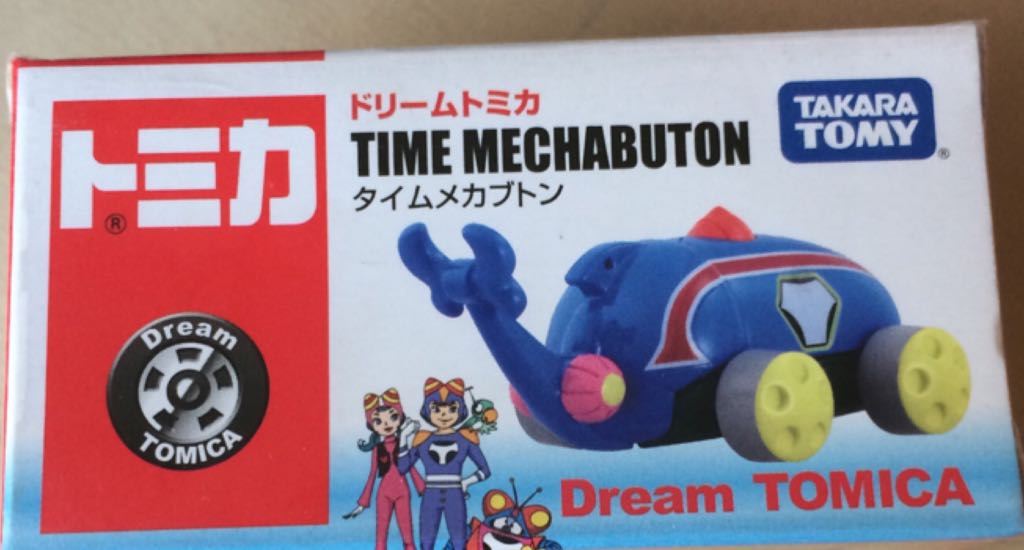 トミカ
®
Dream
TOMICA
ドリームトミカ
TIME MECHABUTON
タイムメカブトン
TAKARA
TOMY
®
Dream TOMICA